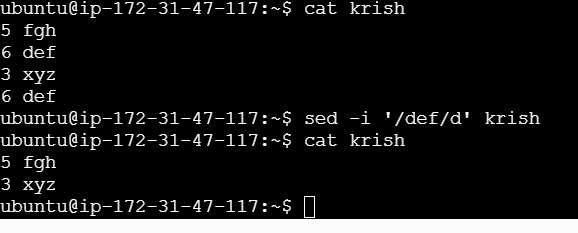 ubuntu@ip-172-31-47-117:~$ cat krish
5 fgh
6 def
3 xyz
6 def
ubuntu@ip-172-31-47-117:~$ sed -i '/def/d' krish
ubuntu@ip-172-31-47-117:~$ cat krish
5 fgh
3 xyz
ubuntu@ip-172-31-47-117:~$